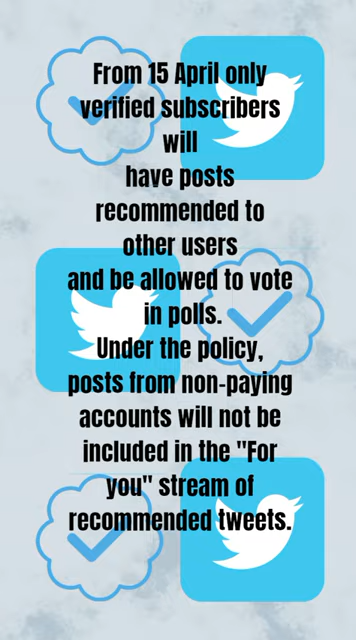 From 15 April only
verified subscribers
will
have posts
recommended to
other users
and be allowed to vote
in polls.
Under the policy,
posts from non-paying
accounts will not be
included in the "For
you" stream of
recommended tweets.